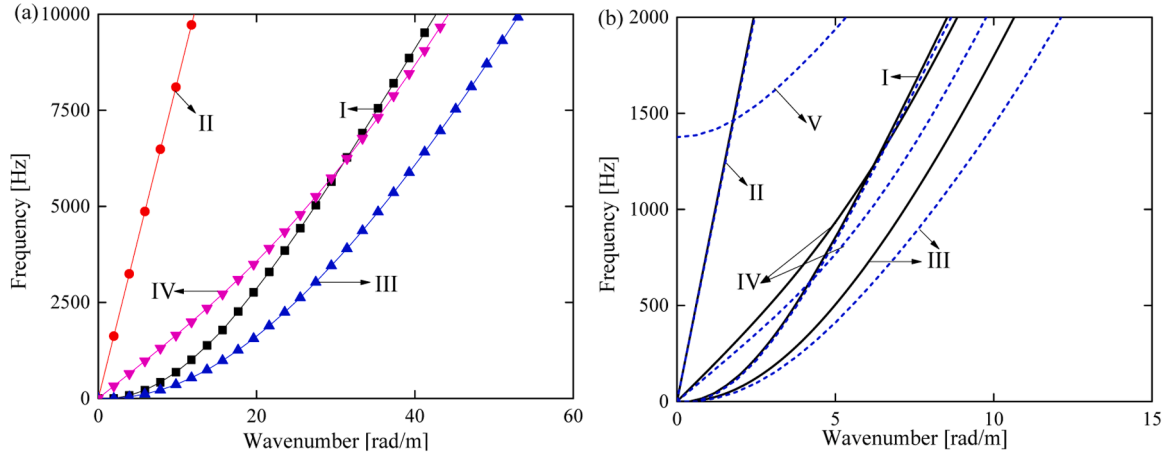 (a)
10000
7500
5000
2500
0
Frequency [Hz]
I
II
III
IV
0
20
40
60
Wavenumber [rad/m]
(b)
2000
1500
1000
500
0
Frequency [Hz]
I
V
II
IV
III
0
5
10
15
Wavenumber [rad/m]